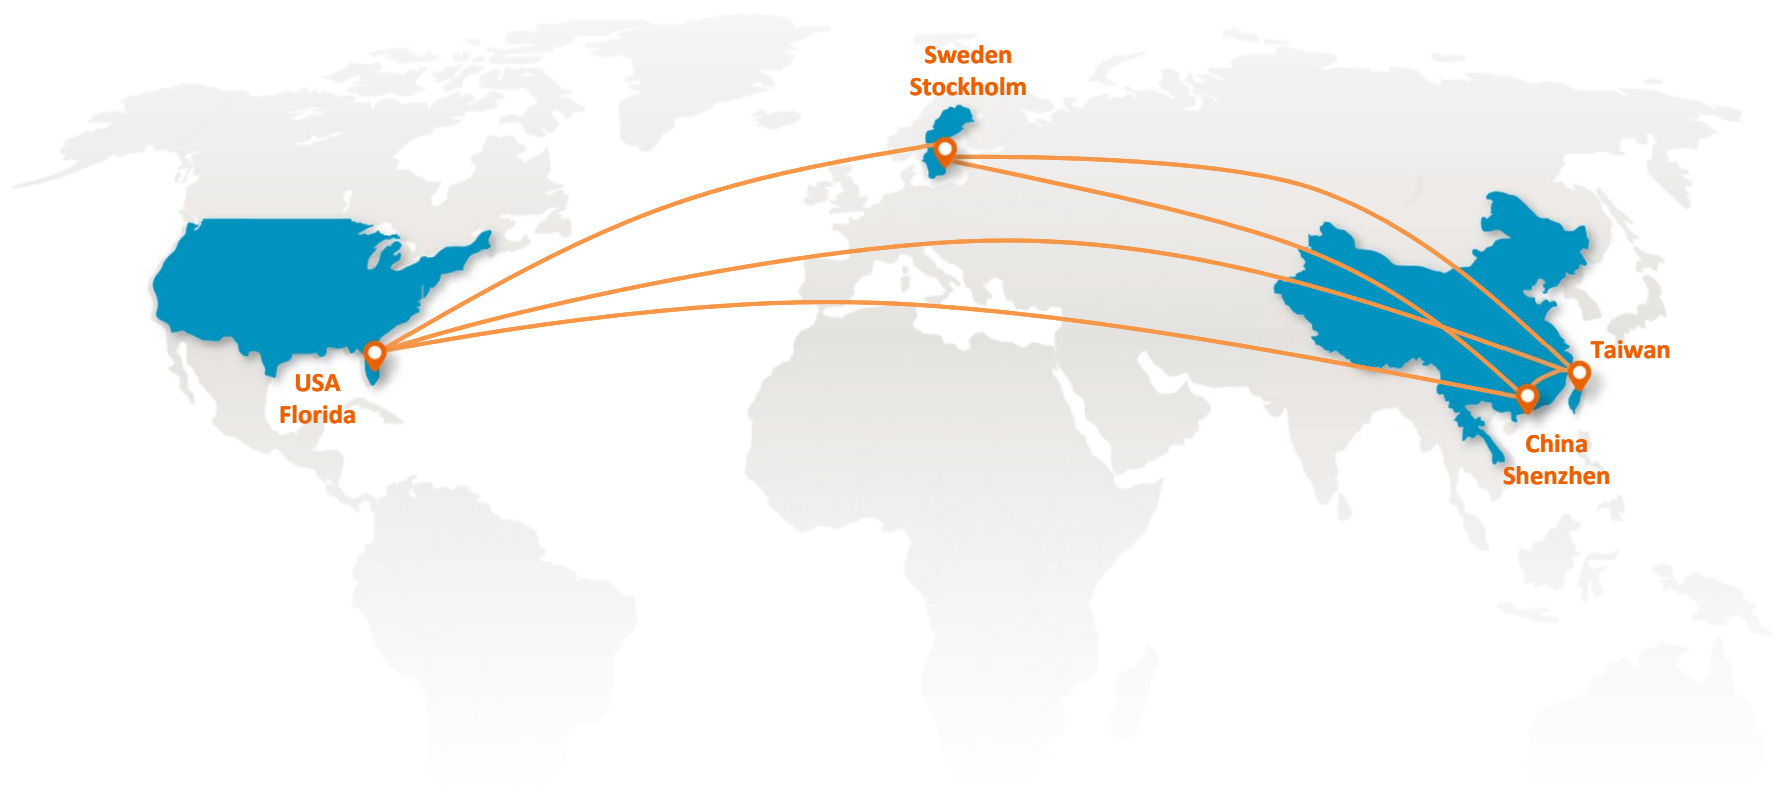 Sweden
Stockholm
USA
Florida
Taiwan
China
Shenzhen